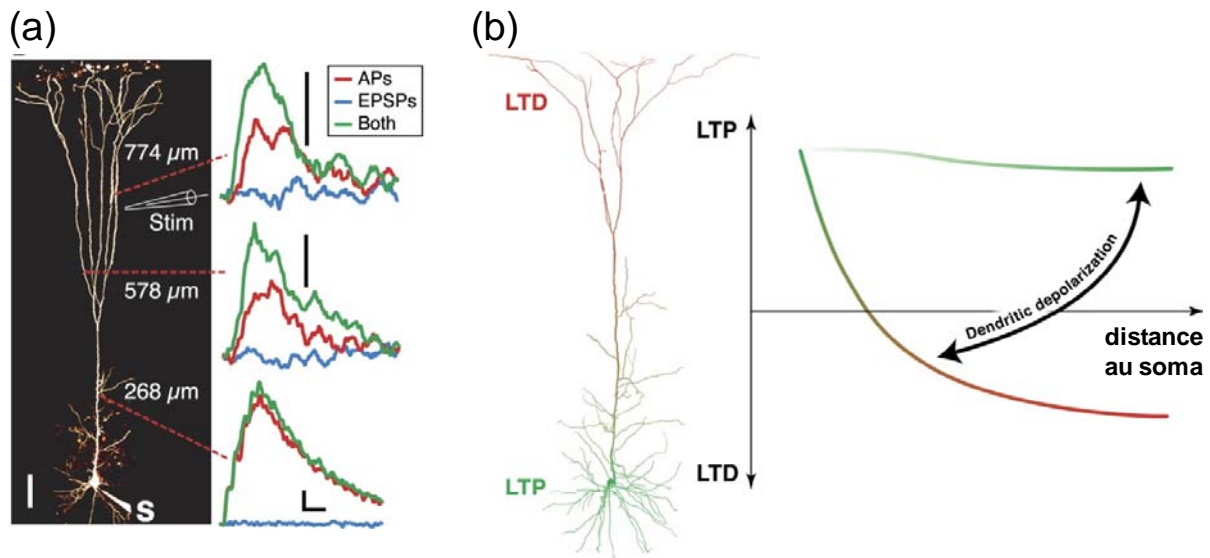 (a)
774 µm
Stim
578 µm
268 µm
S
APs
EPSPs
Both
(b)
LTD
LTP
LTP
LTD
Dendritic depolarization
distance
au soma